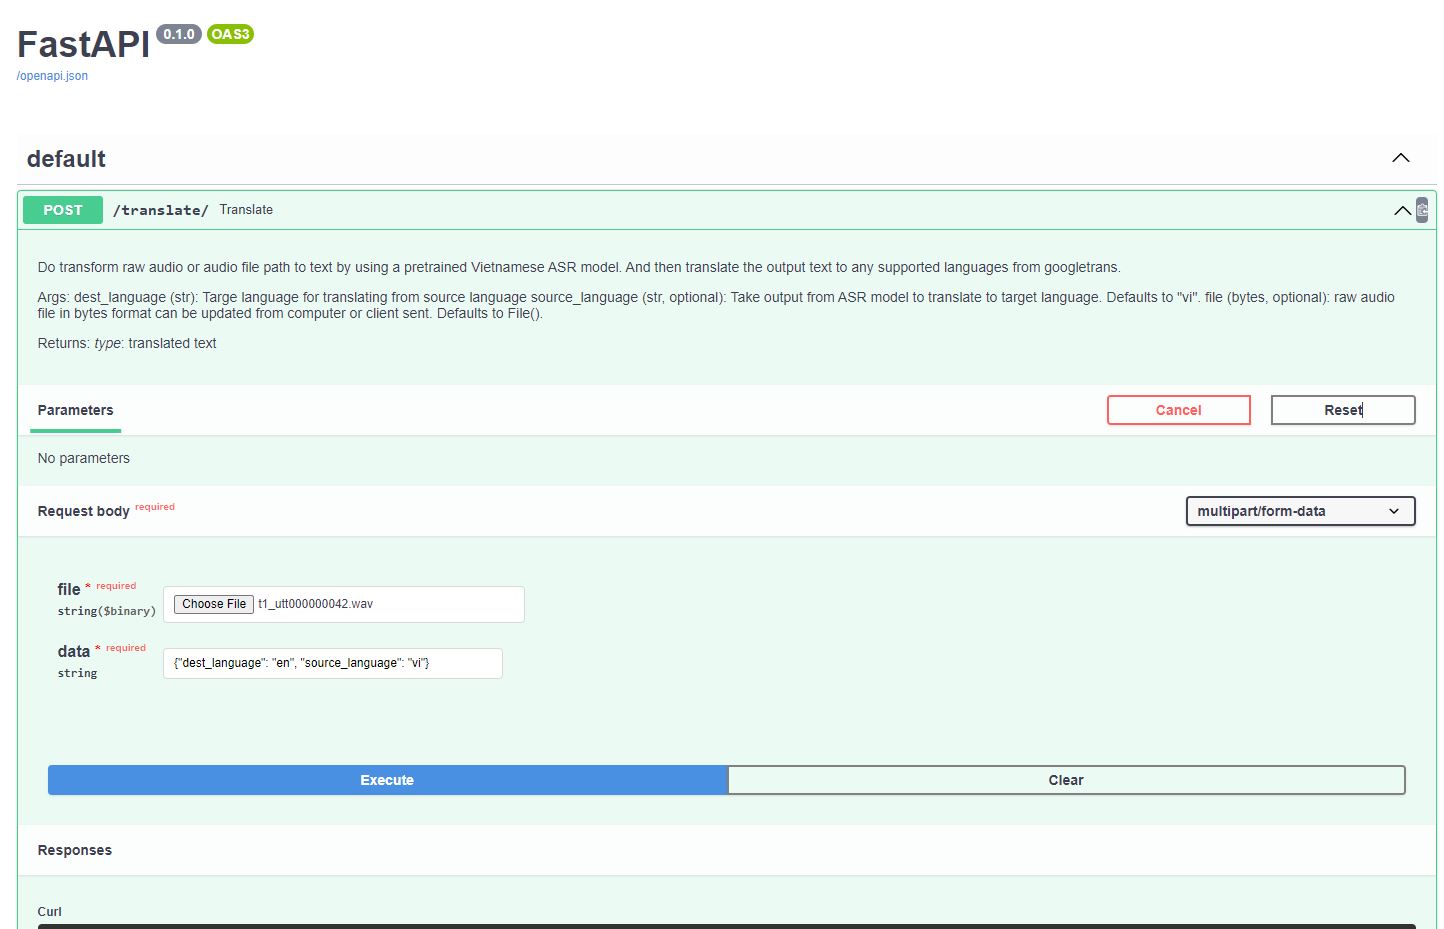 FastAPI 0.1.0 OAS3
/openapi.json
default
POST /translate/ Translate
Do transform raw audio or audio file path to text by using a pretrained Vietnamese ASR model. And then translate the output text to any supported languages from googletrans.
Args: dest_language (str): Targe language for translating from source language source_language (str, optional): Take output from ASR model to translate to target language. Defaults to "vi". file (bytes, optional): raw audio
file in bytes format can be updated from computer or client sent. Defaults to File().
Returns: type: translated text
Parameters
Cancel
Reset
No parameters
Request body required
multipart/form-data
file * required
string($binary)
Choose File t1_utt000000042.wav
data * required
string
{"dest_language": "en", "source_language": "vi"}
Execute
Clear
Responses
Curl